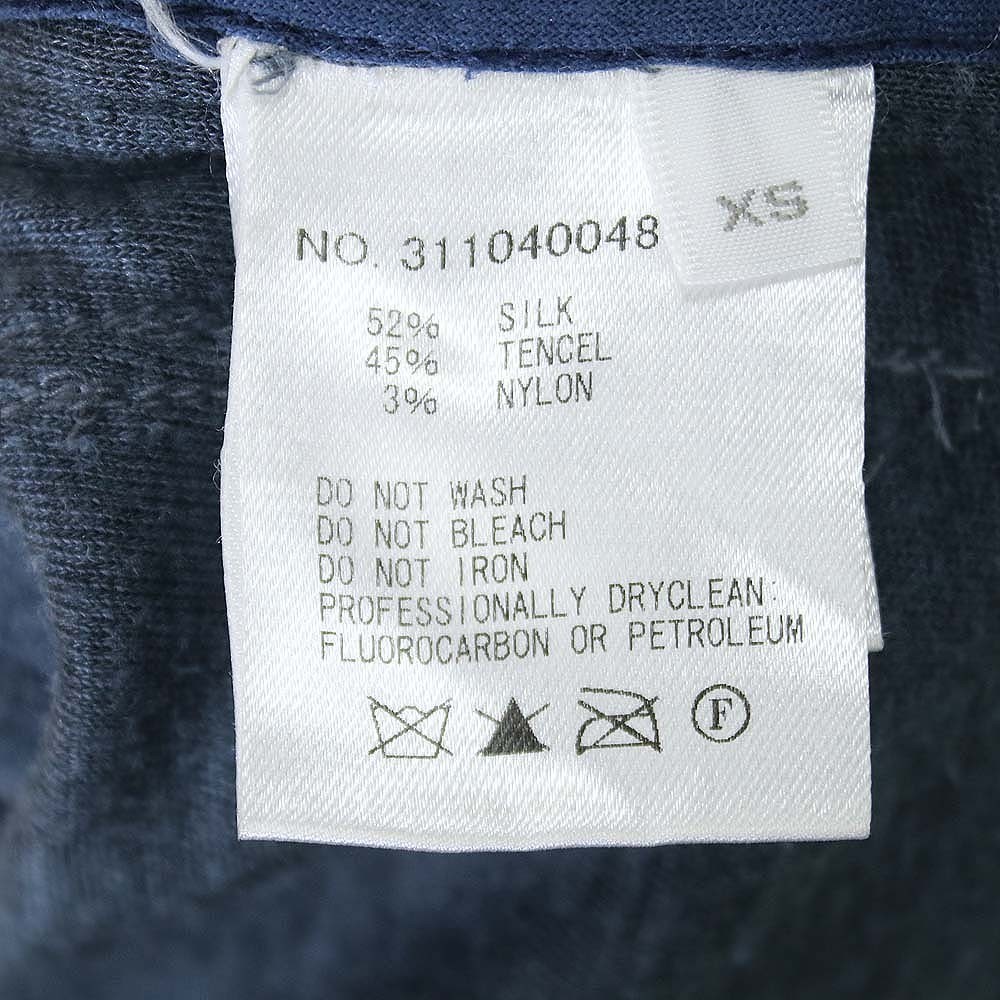 XS
NO. 311040048
52% SILK
45% TENCEL
3% NYLON
DO NOT WASH
DO NOT BLEACH
DO NOT IRON
PROFESSIONALLY DRYCLEAN:
FLUOROCARBON OR PETROLEUM
F